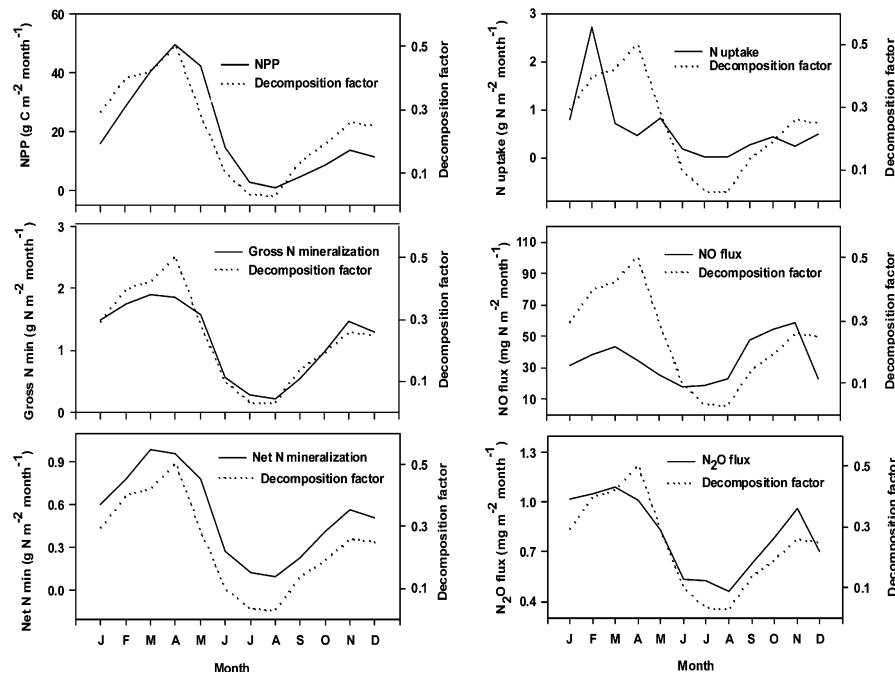 NPP (g C m-2 month-1)
60
40
20
0
NPP
Decomposition factor
0.5
0.3
0.1
Decomposition factor
N uptake (g N m-2 month-1)
3
2
1
0
N uptake
Decomposition factor
0.5
0.3
0.1
Decomposition factor
Gross N min (g N m-2 month-1)
3
2
1
0
Gross N mineralization
Decomposition factor
0.5
0.3
0.1
Decomposition factor
NO flux (mg N m-2 month-1)
110
90
70
50
30
10
NO flux
Decomposition factor
0.5
0.3
0.1
Decomposition factor
Net N min (g N m-2 month-1)
0.9
0.6
0.3
0.0
Net N mineralization
Decomposition factor
0.5
0.3
0.1
Decomposition factor
J F M A M J J A S O N D
Month
N2O flux (mg m-2 month-1)
1.3
1.0
0.7
0.4
N2O flux
Decomposition factor
0.5
0.3
0.1
Decomposition factor
J F M A M J J A S O N D
Month